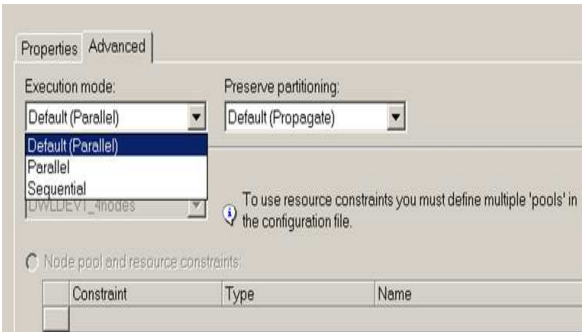 Properties Advanced
Execution mode: Preserve partitioning:
Default (Parallel) Default (Propagate)
Default (Parallel)
Parallel
Sequential
DWLDEV1_4nodes
To use resource constraints you must define multiple 'pools' in
the configuration file.
Node pool and resource constraints:
Constraint Type Name